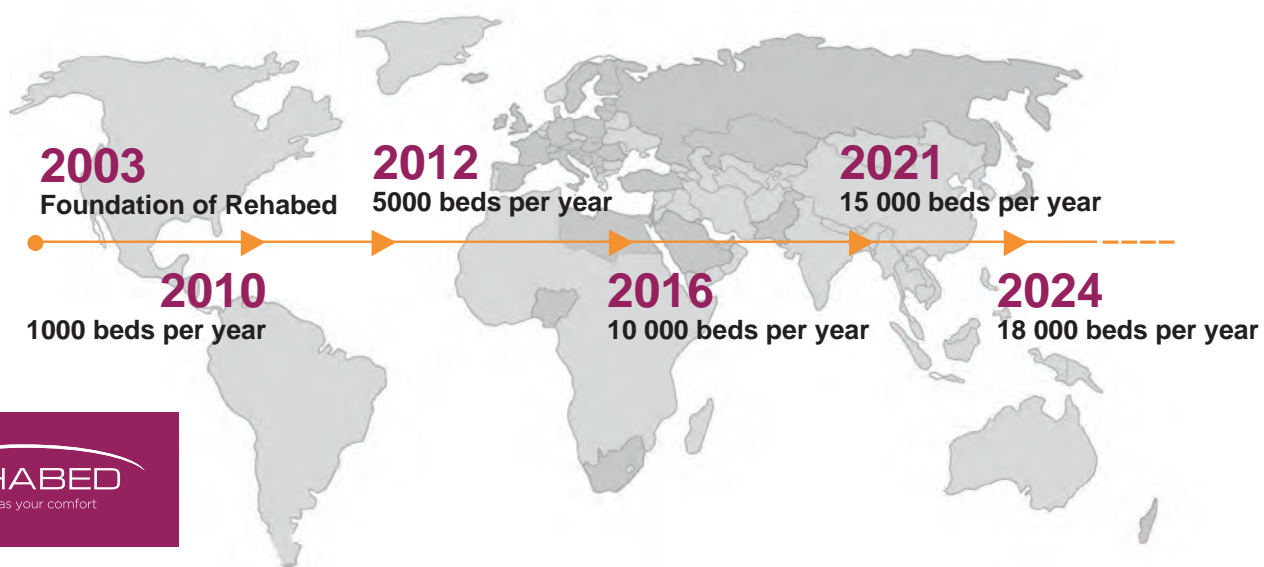 2003
Foundation of Rehabed
2010
1000 beds per year
2012
5000 beds per year
2016
10 000 beds per year
2021
15 000 beds per year
2024
18 000 beds per year
HABED
as your comfort